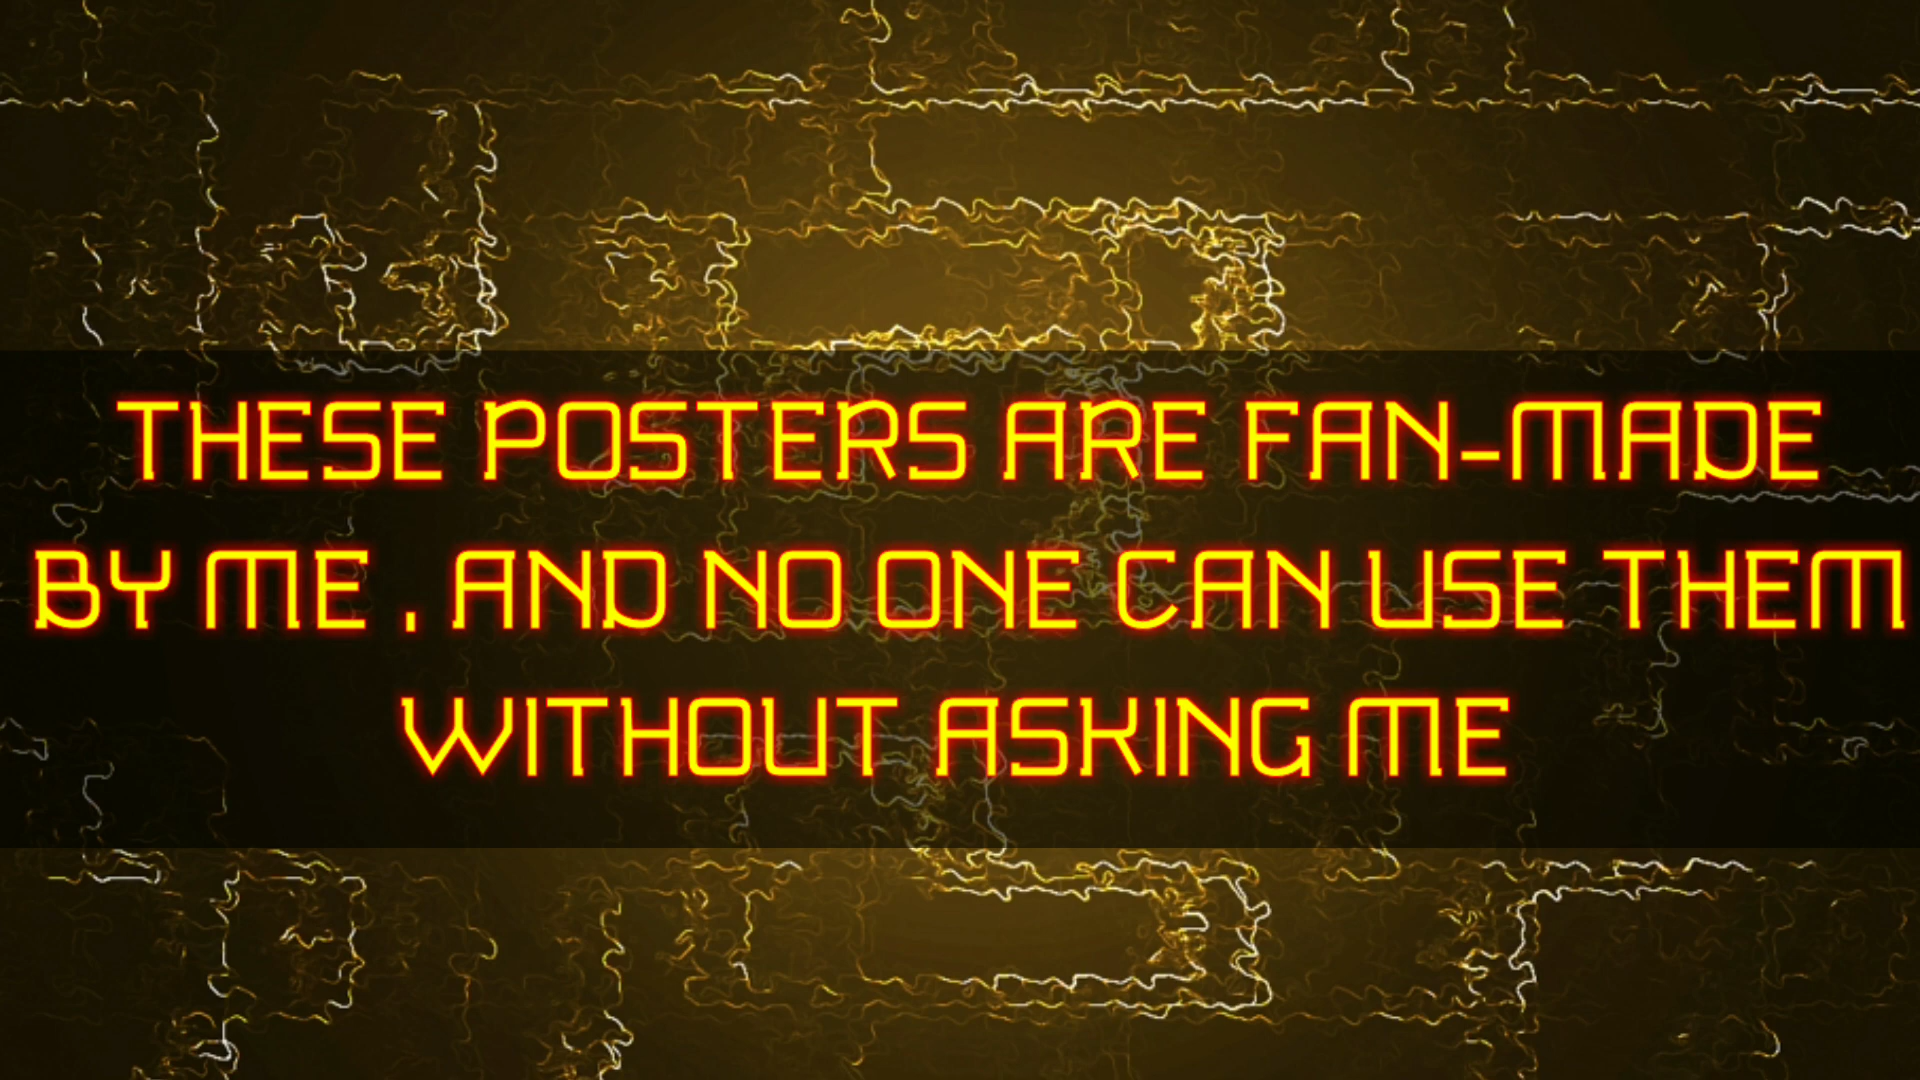 THESE POSTERS ARE FAN-MADE
BY ME , AND NO ONE CAN USE THEM
WITHOUT ASKING ME